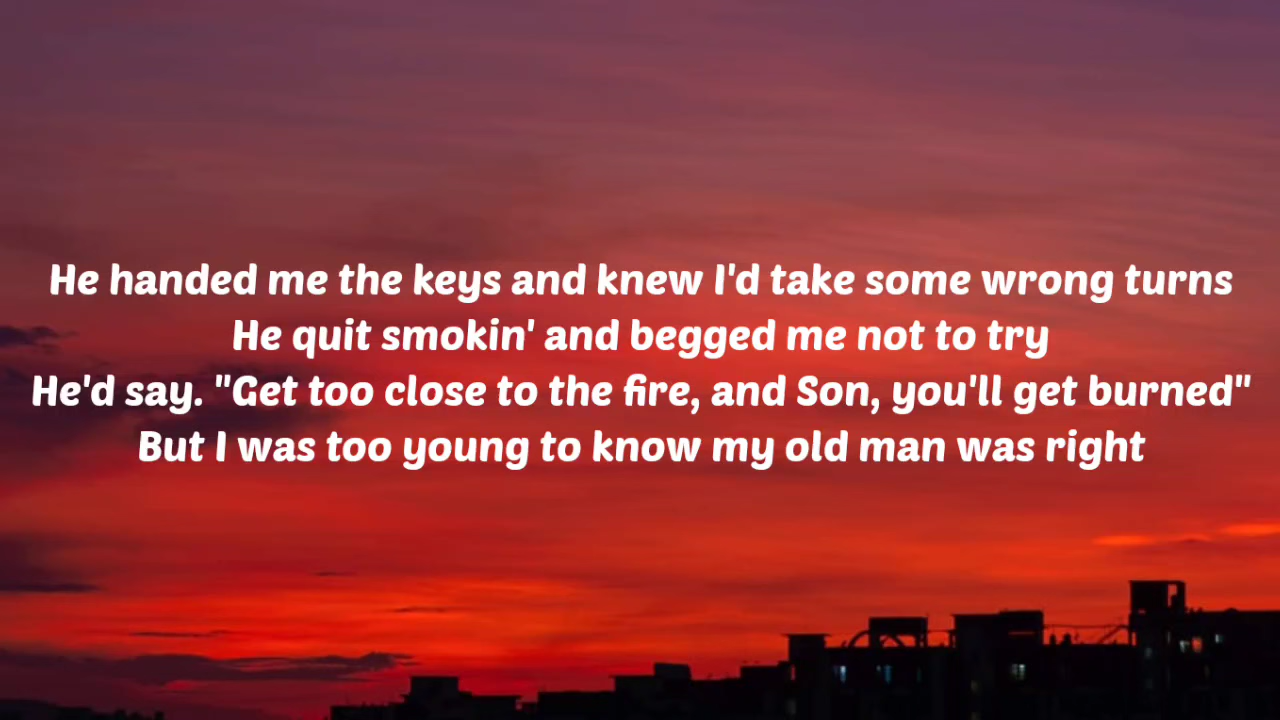 He handed me the keys and knew I'd take some wrong turns
He quit smokin' and begged me not to try
He'd say. "Get too close to the fire, and Son, you'll get burned"
But I was too young to know my old man was right